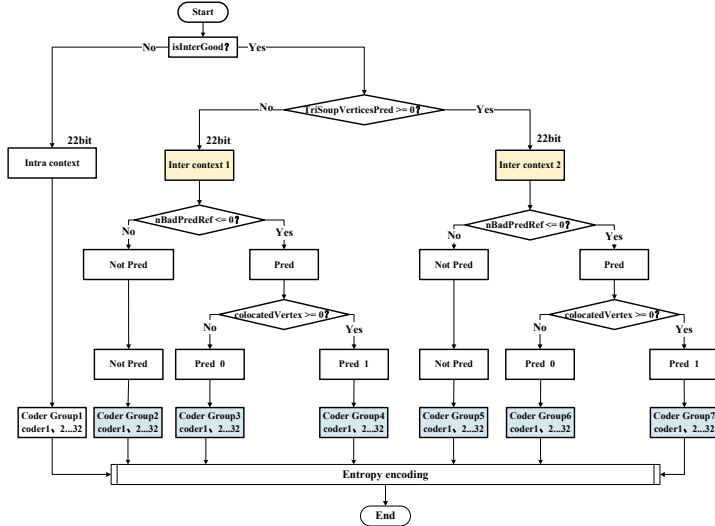 Start
isInterGood?
No
Yes
TriSoupVerticesPred >= 0?
No
Yes
22bit
22bit
22bit
Intra context
Inter context 1
Inter context 2
nBadPredRef <= 0?
nBadPredRef <= 0?
No
Yes
No
Yes
Not Pred
Pred
Not Pred
Pred
colocatedVertex >= 0?
colocatedVertex >= 0?
No
Yes
No
Yes
Not Pred
Pred 0
Pred 1
Not Pred
Pred 0
Pred 1
Coder Group1
coder1、2...32
Coder Group2
coder1、2...32
Coder Group3
coder1、2...32
Coder Group4
coder1、2...32
Coder Group5
coder1、2...32
Coder Group6
coder1、2...32
Coder Group7
coder1、2...32
Entropy encoding
End